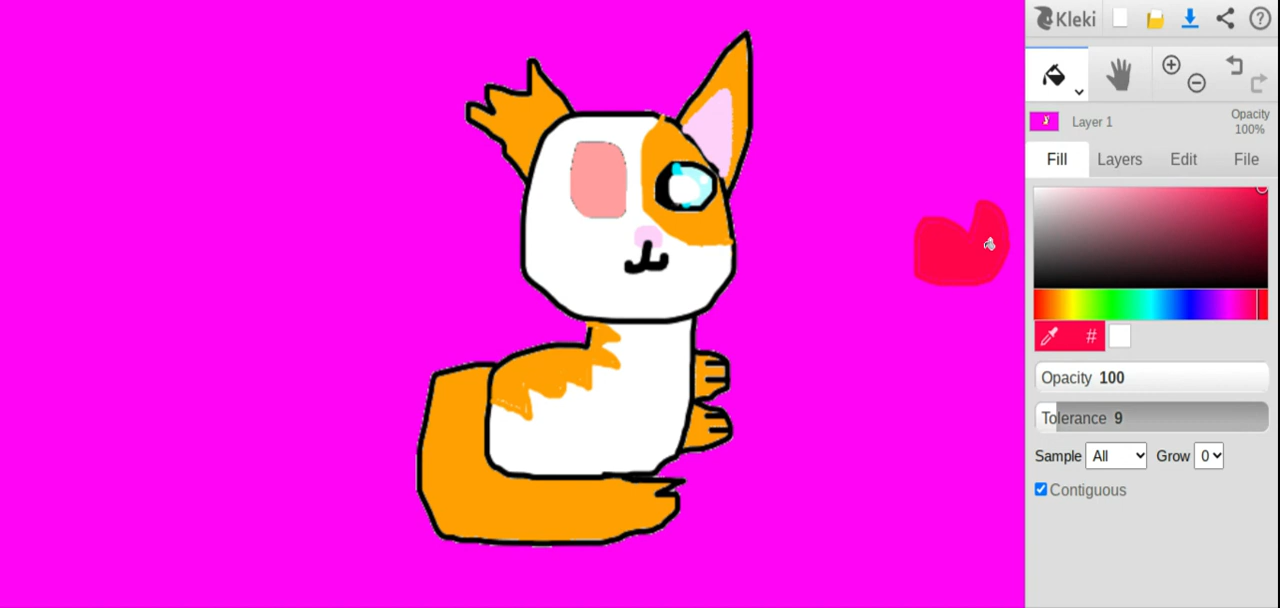 Kleki
Layer 1
Opacity
100%
Fill
Layers
Edit
File
#
Opacity 100
Tolerance 9
Sample All Grow 0
Contiguous